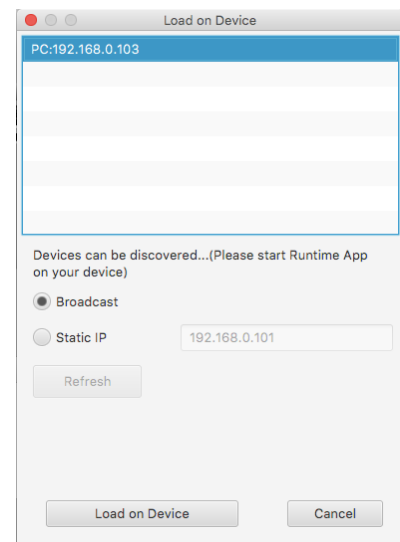 Load on Device
PC:192.168.0.103
Devices can be discovered...(Please start Runtime App
on your device)
Broadcast
Static IP
192.168.0.101
Refresh
Load on Device
Cancel